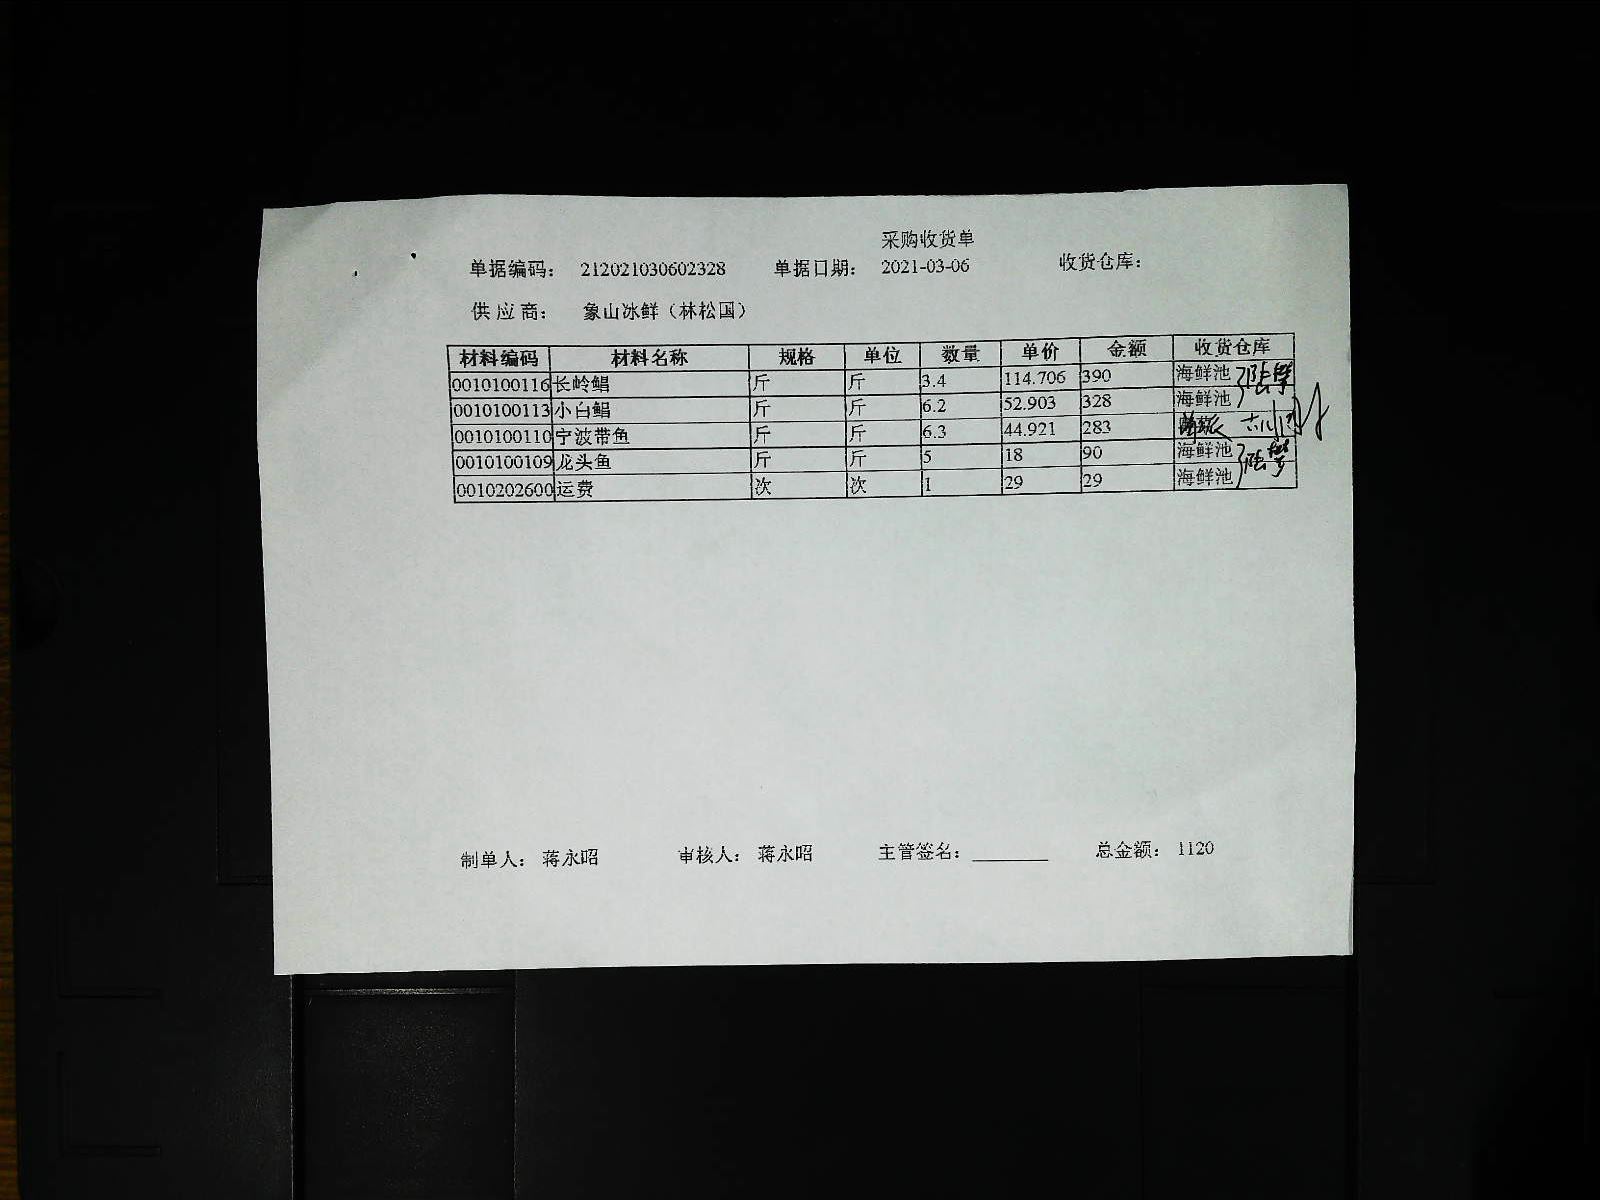 采购收货单
单据编码： 212021030602328 单据日期： 2021-03-06 收货仓库：
供 应 商： 象山冰鲜（林松国）
材料编码 材料名称 规格 单位 数量 单价 金额 收货仓库
0010100116 长岭鲳 斤 斤 3.4 114.706 390 海鲜池
0010100113 小白鲳 斤 斤 6.2 52.903 328 海鲜池
0010100110 宁波带鱼 斤 斤 6.3 44.921 283
0010100109 龙头鱼 斤 斤 5 18 90 海鲜池
0010202600 运费 次 次 1 29 29 海鲜池
制单人： 蒋永昭 审核人： 蒋永昭 主管签名： 总金额： 1120